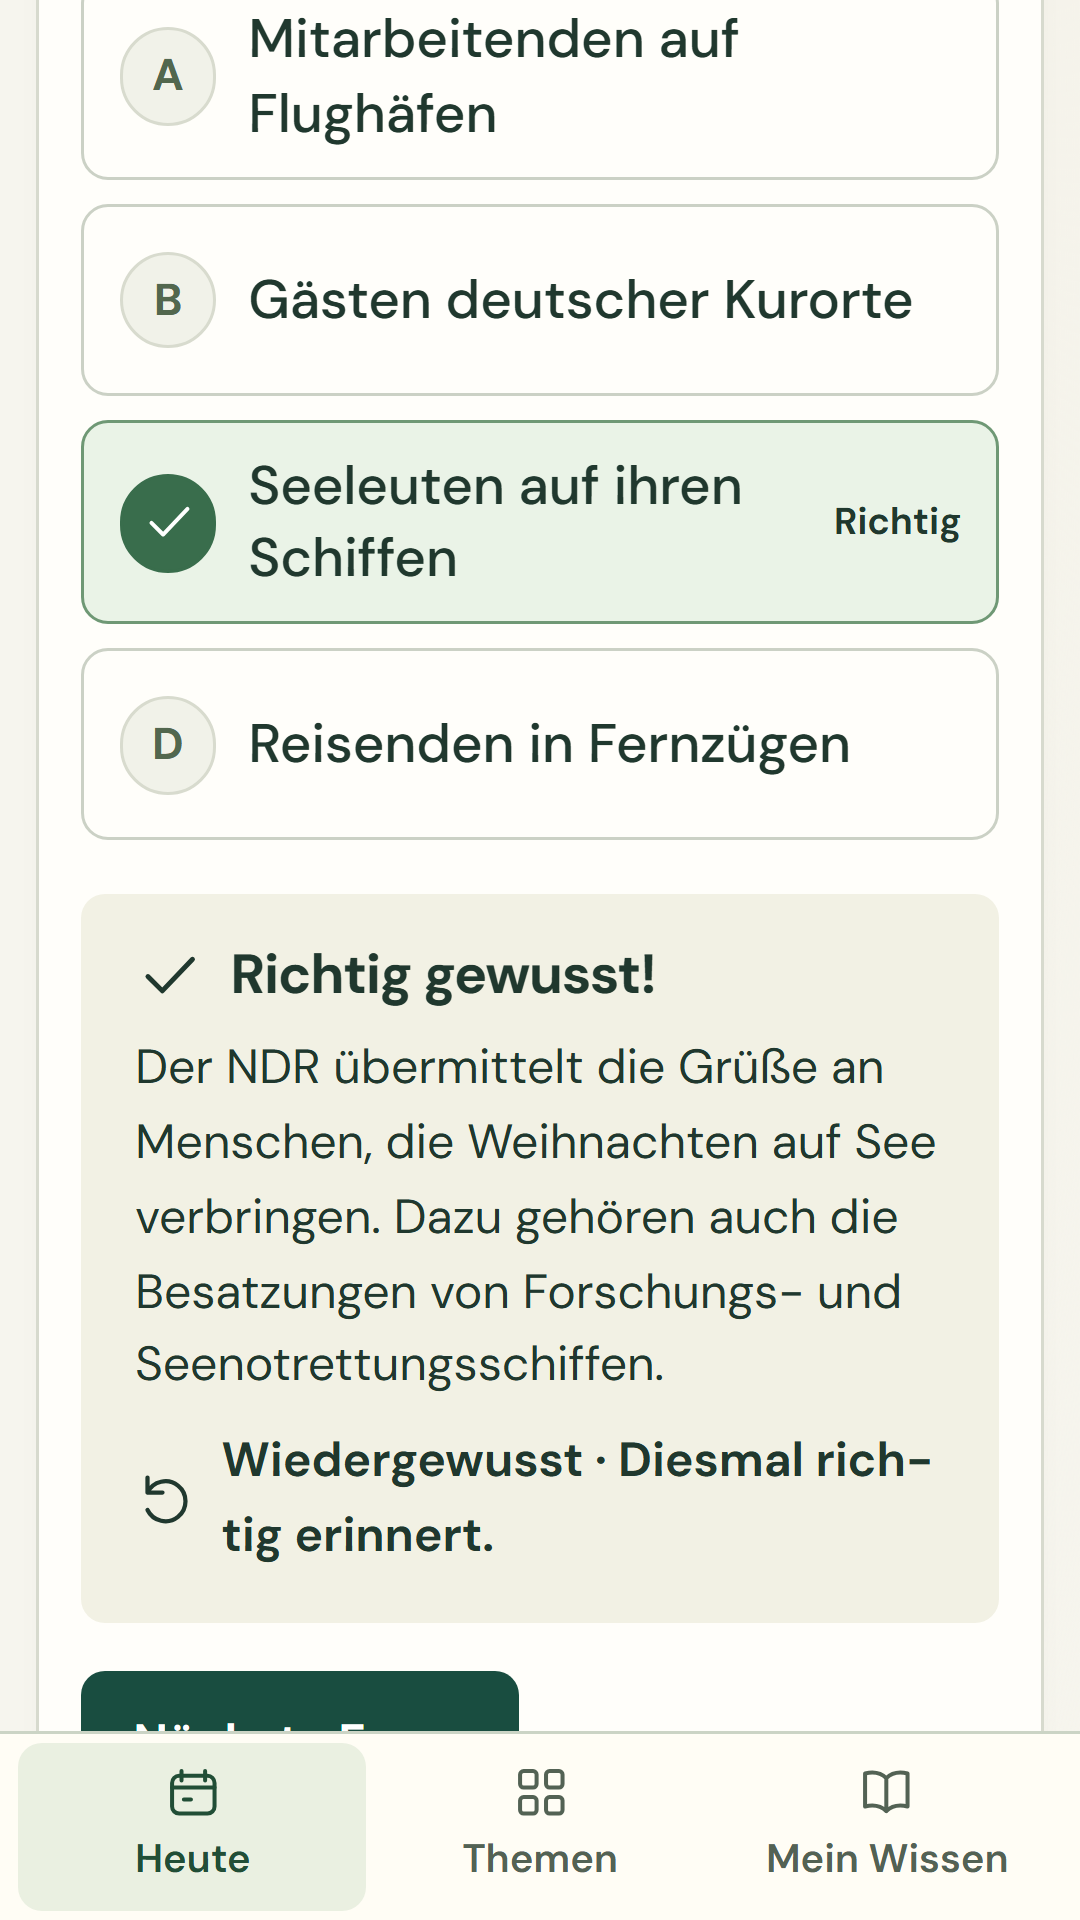 A
Mitarbeitenden auf
Flughäfen
B
Gästen deutscher Kurorte
Seeleuten auf ihren
Schiffen
Richtig
D
Reisenden in Fernzügen
Richtig gewusst!
Der NDR übermittelt die Grüße an
Menschen, die Weihnachten auf See
verbringen. Dazu gehören auch die
Besatzungen von Forschungs- und
Seenotrettungsschiffen.
Wiedergewusst · Diesmal rich-
tig erinnert.
Heute
Themen
Mein Wissen